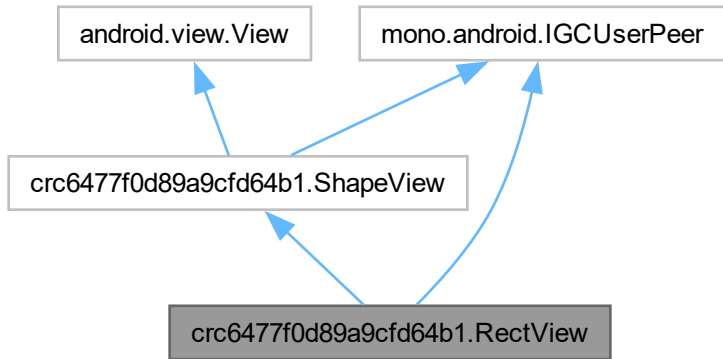 android.view.View
mono.android.IGCUserPeer
crc6477f0d89a9cfd64b1.ShapeView
crc6477f0d89a9cfd64b1.RectView